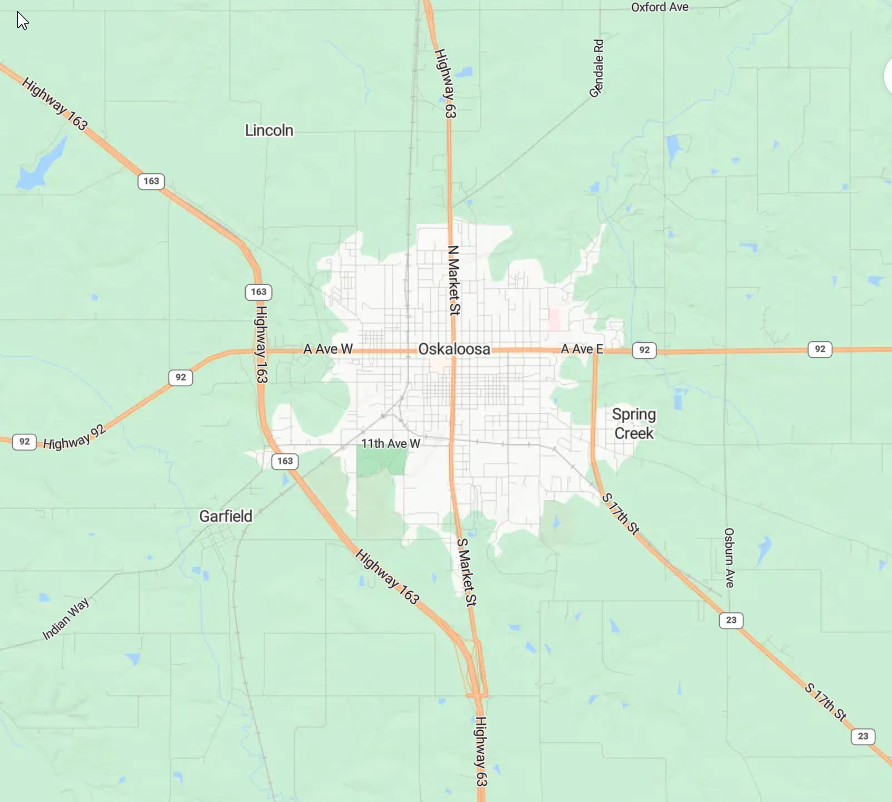 Oxford Ave
Highway 163
Highway 63
Glendale Rd
Lincoln
163
163
Highway 163
N Market St
A Ave W
Oskaloosa
A Ave E
92
92
92
92
Highway 92
Spring
Creek
11th Ave W
163
Garfield
S 17th St
S Market St
Osburn Ave
Highway 163
Indian Way
23
S 17th St
Highway 63
23